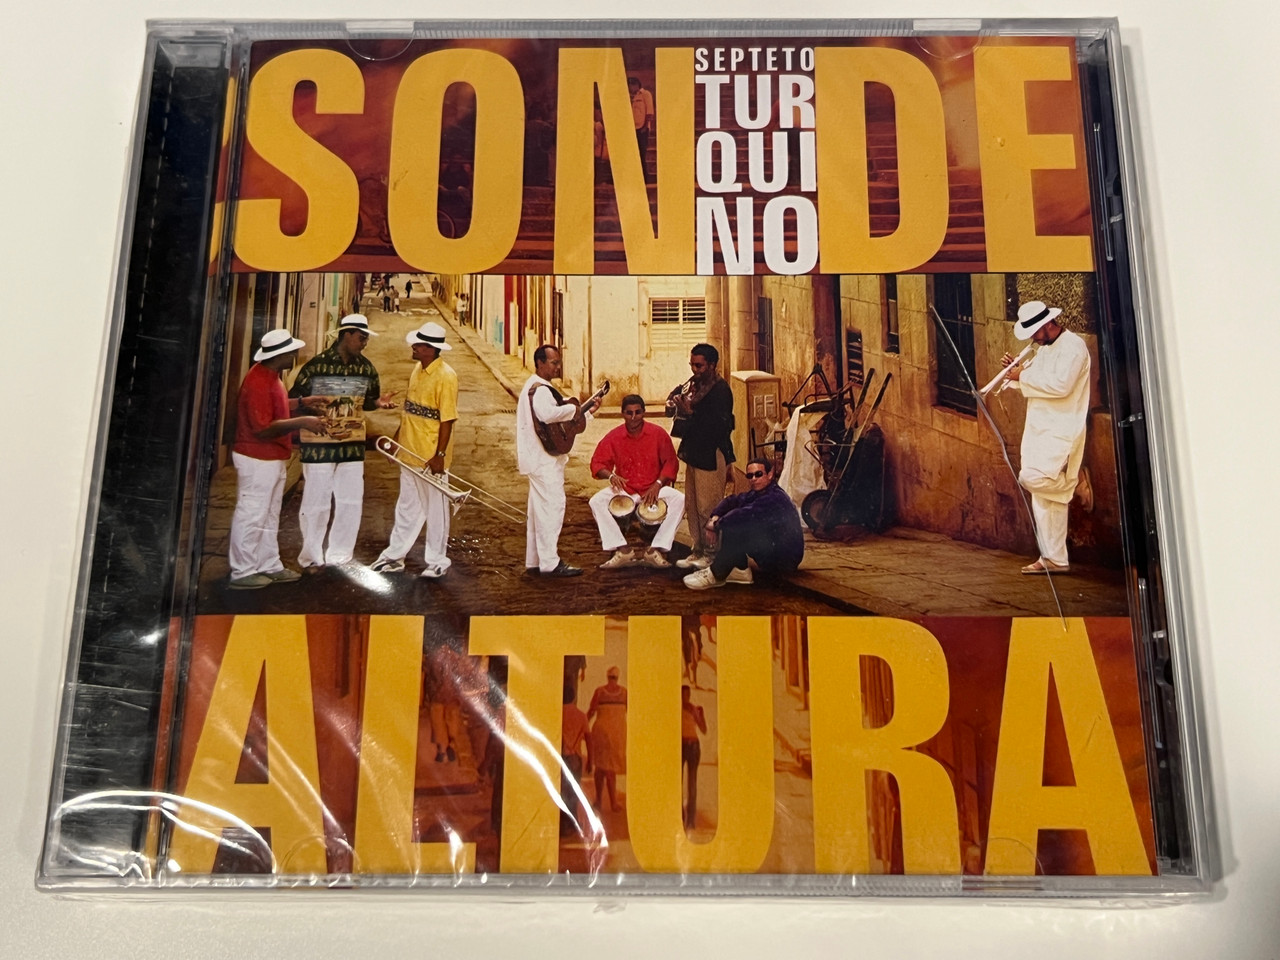 SON DE
SEPTETO
TUR
QUI
NO
ALTURA